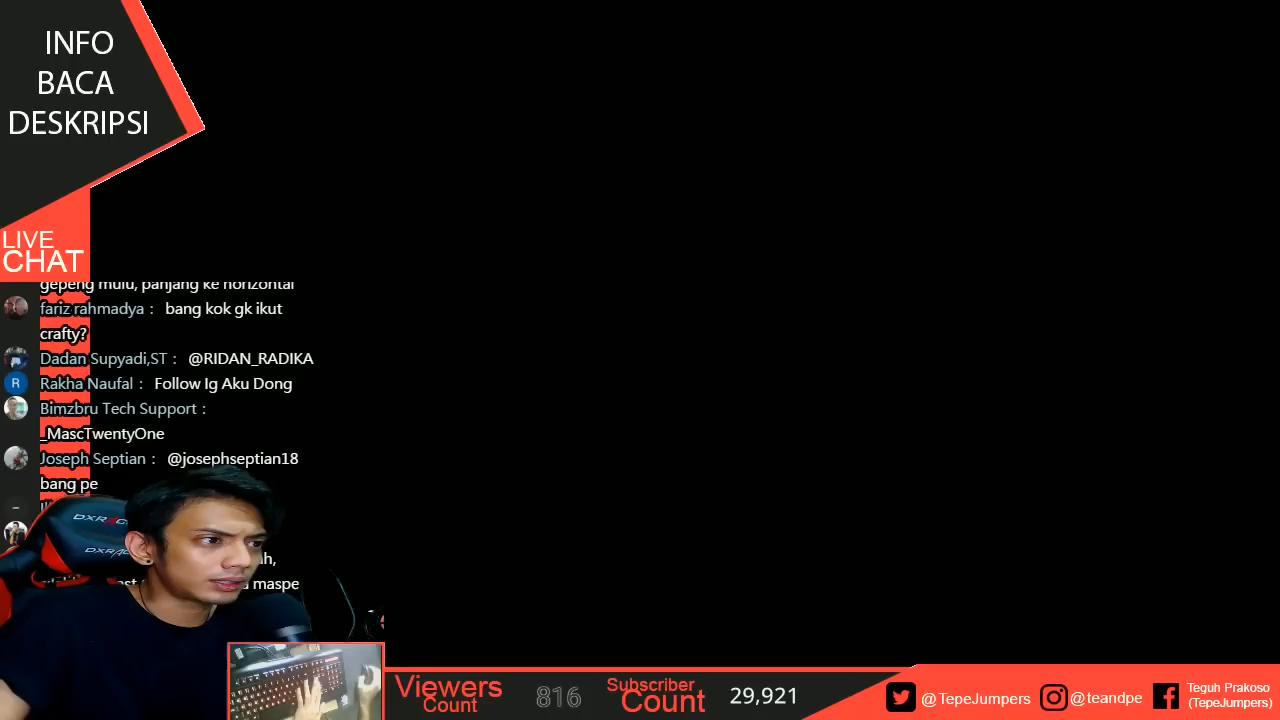 INFO
BACA
DESKRIPSI
LIVE
CHAT
gepeng mulu, panjang ke horizontal
fariz rahmadya : bang kok gk ikut
crafty?
Dadan Supyadi,ST : @RIDAN_RADIKA
R Rakha Naufal : Follow Ig Aku Dong
Bimzbru Tech Support :
_MascTwentyOne
Joseph Septian : @josephseptian18
bang pe
maspe
Viewers
Count
816
Subscriber
Count
29,921
@TepeJumpers
@teandpe
Teguh Prakoso
(TepeJumpers)